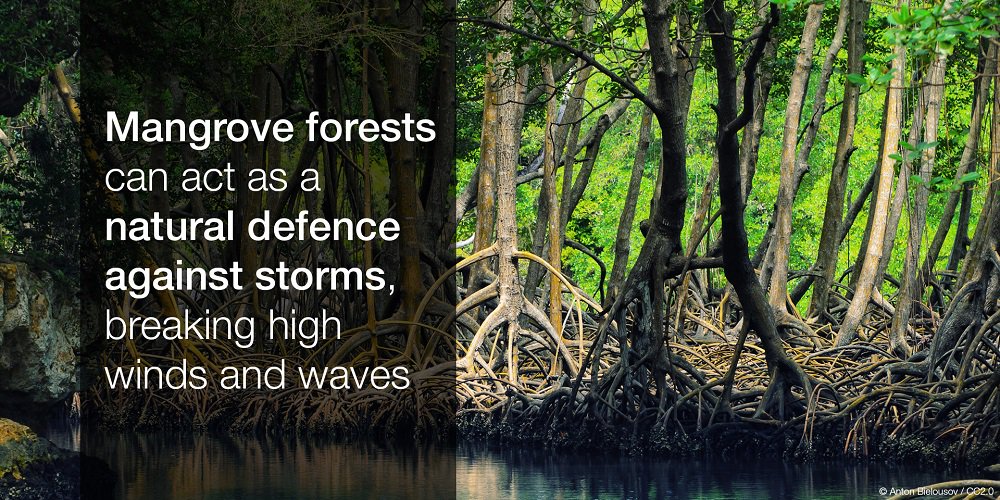 Mangrove forests
can act as a
natural defence
against storms,
breaking high
winds and waves
© Anton Bielousov / CC2.0